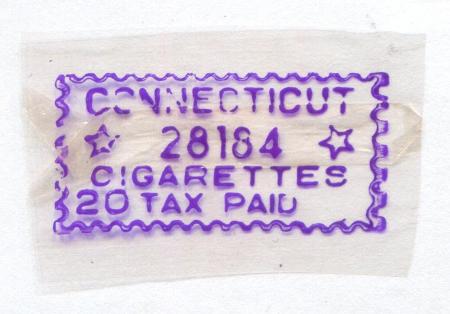 CONNECTICUT
28184
CIGARETTES
20 TAX PAID